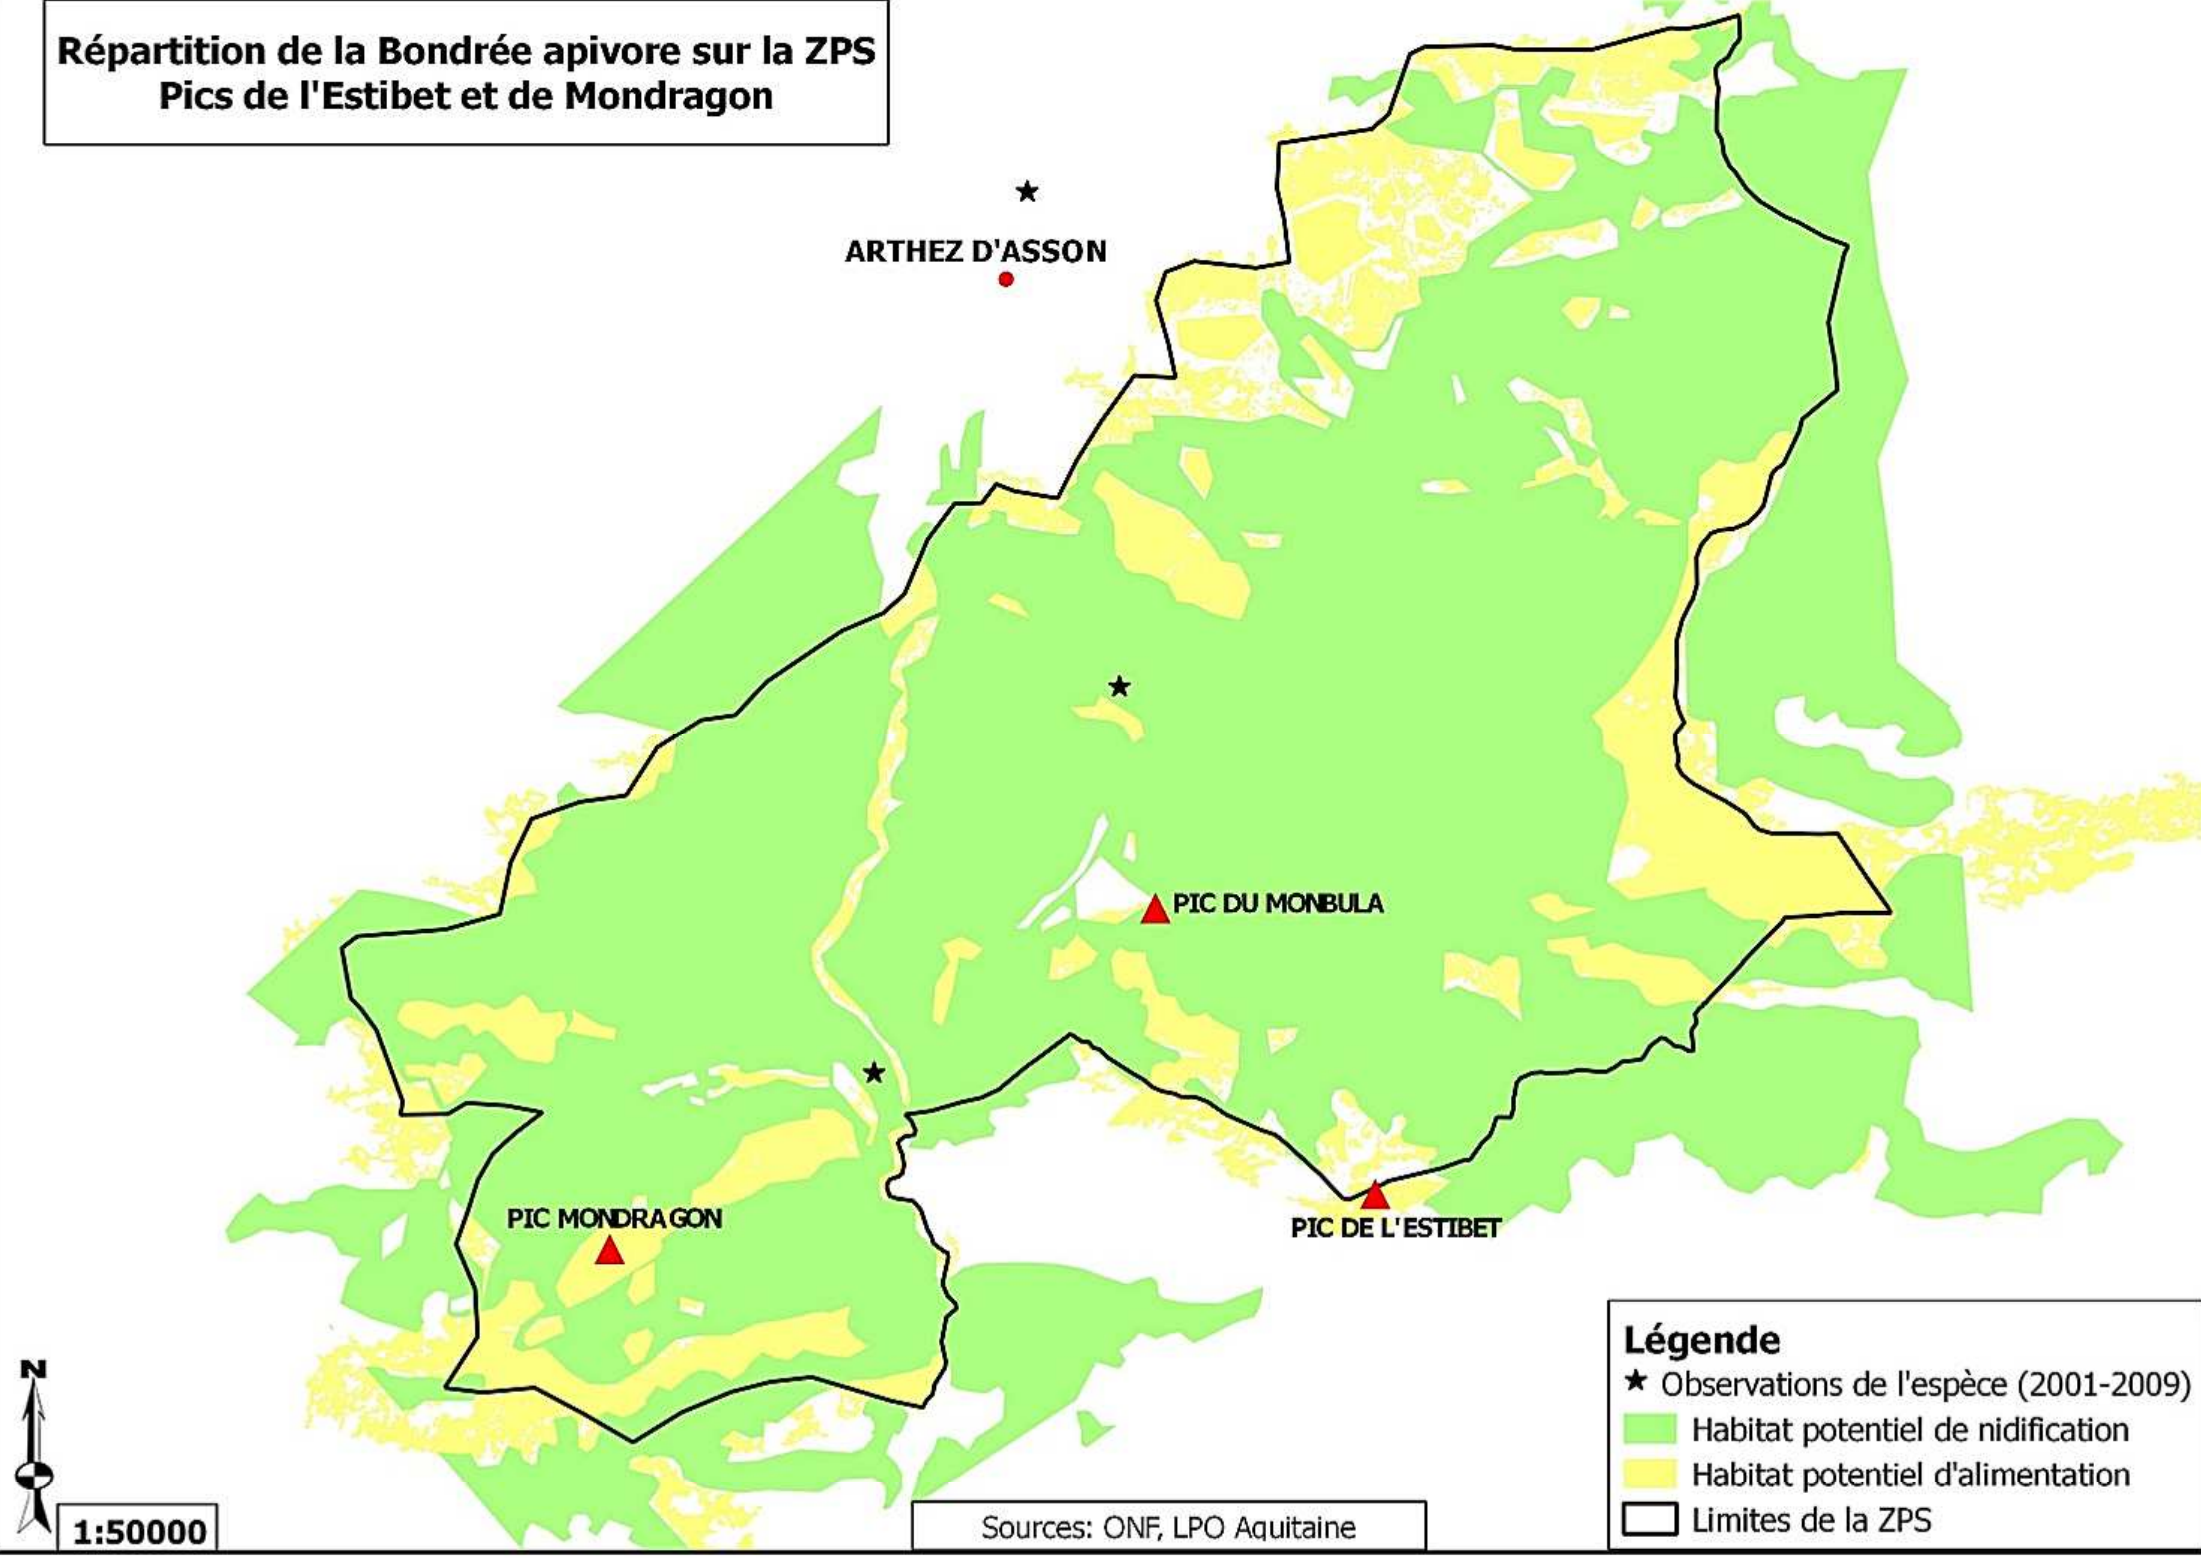 Répartition de la Bondrée apivore sur la ZPS
Pics de l'Estibet et de Mondragon
ARTHEZ D'ASSON
PIC DU MONBULA
PIC MONDRAGON
PIC DE L'ESTIBET
Légende
Observations de l'espèce (2001-2009)
Habitat potentiel de nidification
Habitat potentiel d'alimentation
Limites de la ZPS
N
1:50000
Sources: ONF, LPO Aquitaine